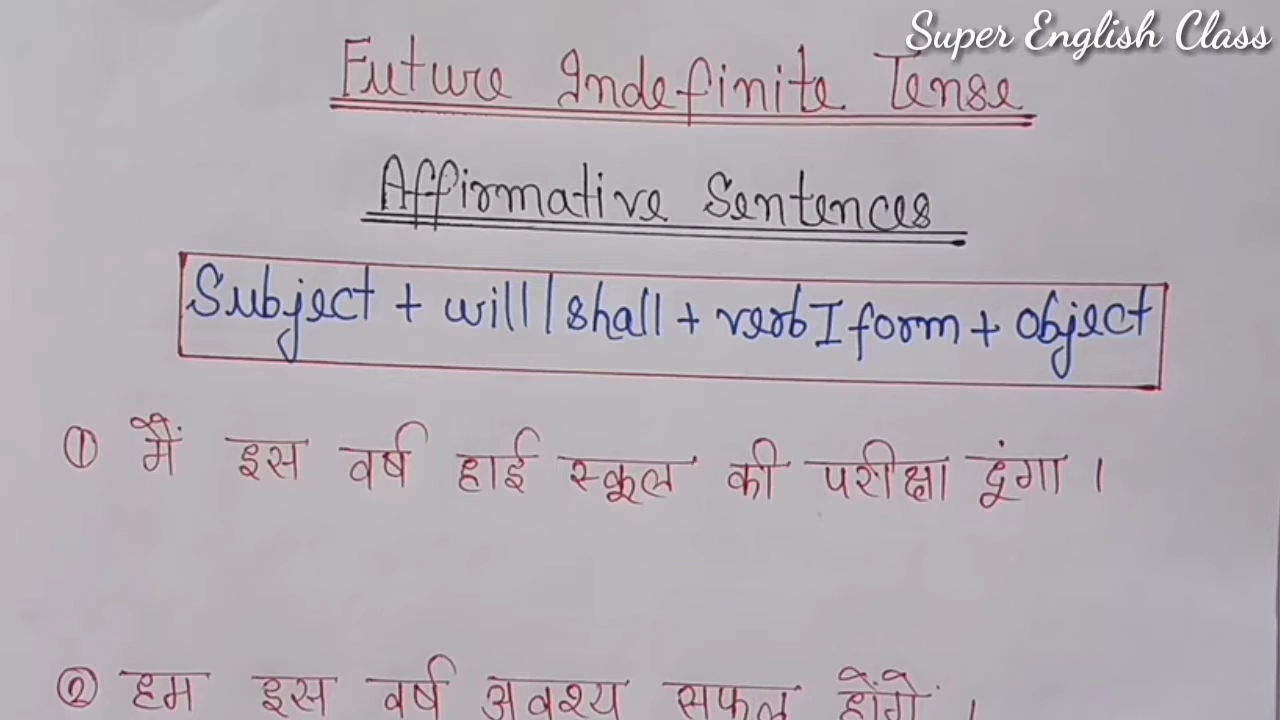 Super English Class
Future Indefinite Tense
Affirmative Sentences
Subject + will/shall + verb I form + object
① मैं इस वर्ष हाई स्कूल की परीक्षा दूंगा ।
② हम इस वर्ष अवश्य सफल होंगें ।